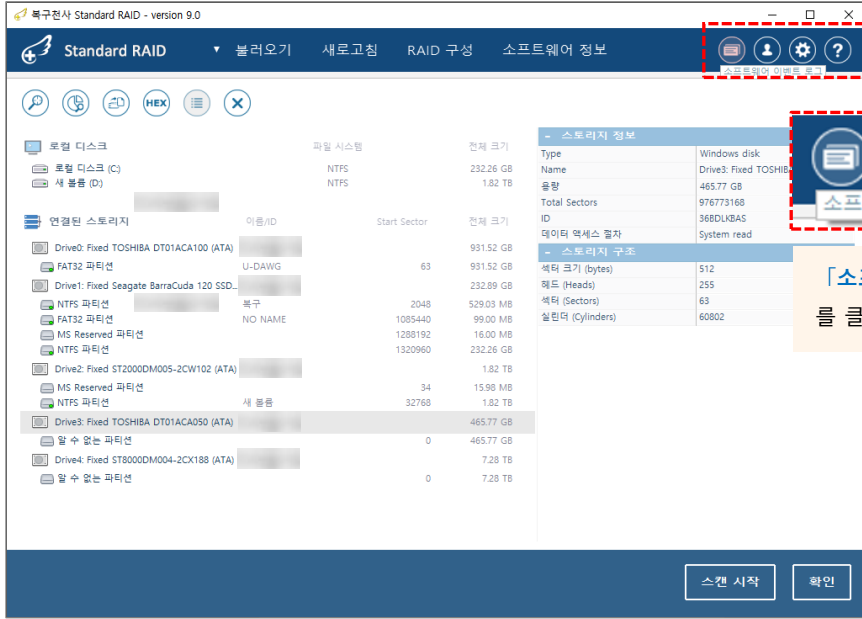 복구천사 Standard RAID - version 9.0
Standard RAID ▼ 불러오기 새로고침 RAID 구성 소프트웨어 정보
소프트웨어 이벤트 로그
HEX
로컬 디스크 파일 시스템 전체 크기
로컬 디스크 (C:) NTFS 232.26 GB
새 볼륨 (D:) NTFS 1.82 TB
연결된 스토리지 이름/ID Start Sector 전체 크기
Drive0: Fixed TOSHIBA DT01ACA100 (ATA) 931.52 GB
FAT32 파티션 U-DAWG 63 931.52 GB
Drive1: Fixed Seagate BarraCuda 120 SSD... 232.89 GB
NTFS 파티션 복구 2048 529.03 MB
FAT32 파티션 NO NAME 1085440 99.00 MB
MS Reserved 파티션 1288192 16.00 MB
NTFS 파티션 1320960 232.26 GB
Drive2: Fixed ST2000DM005-2CW102 (ATA) 1.82 TB
MS Reserved 파티션 34 15.98 MB
NTFS 파티션 새 볼륨 32768 1.82 TB
Drive3: Fixed TOSHIBA DT01ACA050 (ATA) 465.77 GB
알 수 없는 파티션 0 465.77 GB
Drive4: Fixed ST8000DM004-2CX188 (ATA) 7.28 TB
알 수 없는 파티션 0 7.28 TB
– 스토리지 정보
Type Windows disk
Name Drive3: Fixed TOSHIB
용량 465.77 GB
Total Sectors 976773168
ID 36BDLKBAS
데이터 액세스 절차 System read
– 스토리지 구조
섹터 크기 (bytes) 512
헤드 (Heads) 255
섹터 (Sectors) 63
실린더 (Cylinders) 60802
소프
「소프
를 클
스캔 시작 확인